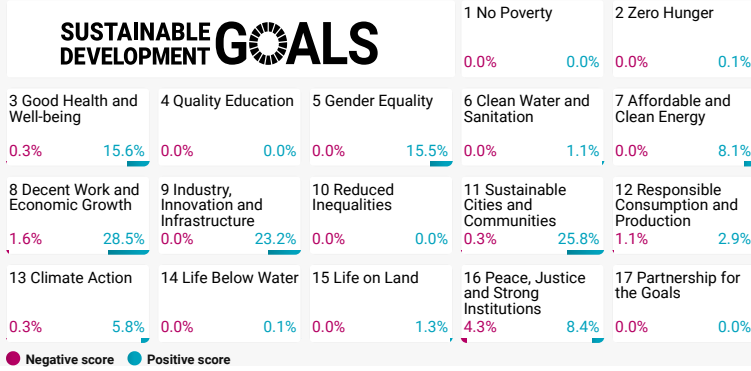 SUSTAINABLE
DEVELOPMENT
GOALS
1 No Poverty
0.0% 0.0%
2 Zero Hunger
0.0% 0.1%
3 Good Health and
Well-being
0.3% 15.6%
4 Quality Education
0.0% 0.0%
5 Gender Equality
0.0% 15.5%
6 Clean Water and
Sanitation
0.0% 1.1%
7 Affordable and
Clean Energy
0.0% 8.1%
8 Decent Work and
Economic Growth
1.6% 28.5%
9 Industry,
Innovation and
Infrastructure
0.0% 23.2%
10 Reduced
Inequalities
0.0% 0.0%
11 Sustainable
Cities and
Communities
0.3% 25.8%
12 Responsible
Consumption and
Production
1.1% 2.9%
13 Climate Action
0.3% 5.8%
14 Life Below Water
0.0% 0.1%
15 Life on Land
0.0% 1.3%
16 Peace, Justice
and Strong
Institutions
4.3% 8.4%
17 Partnership for
the Goals
0.0% 0.0%
Negative score Positive score